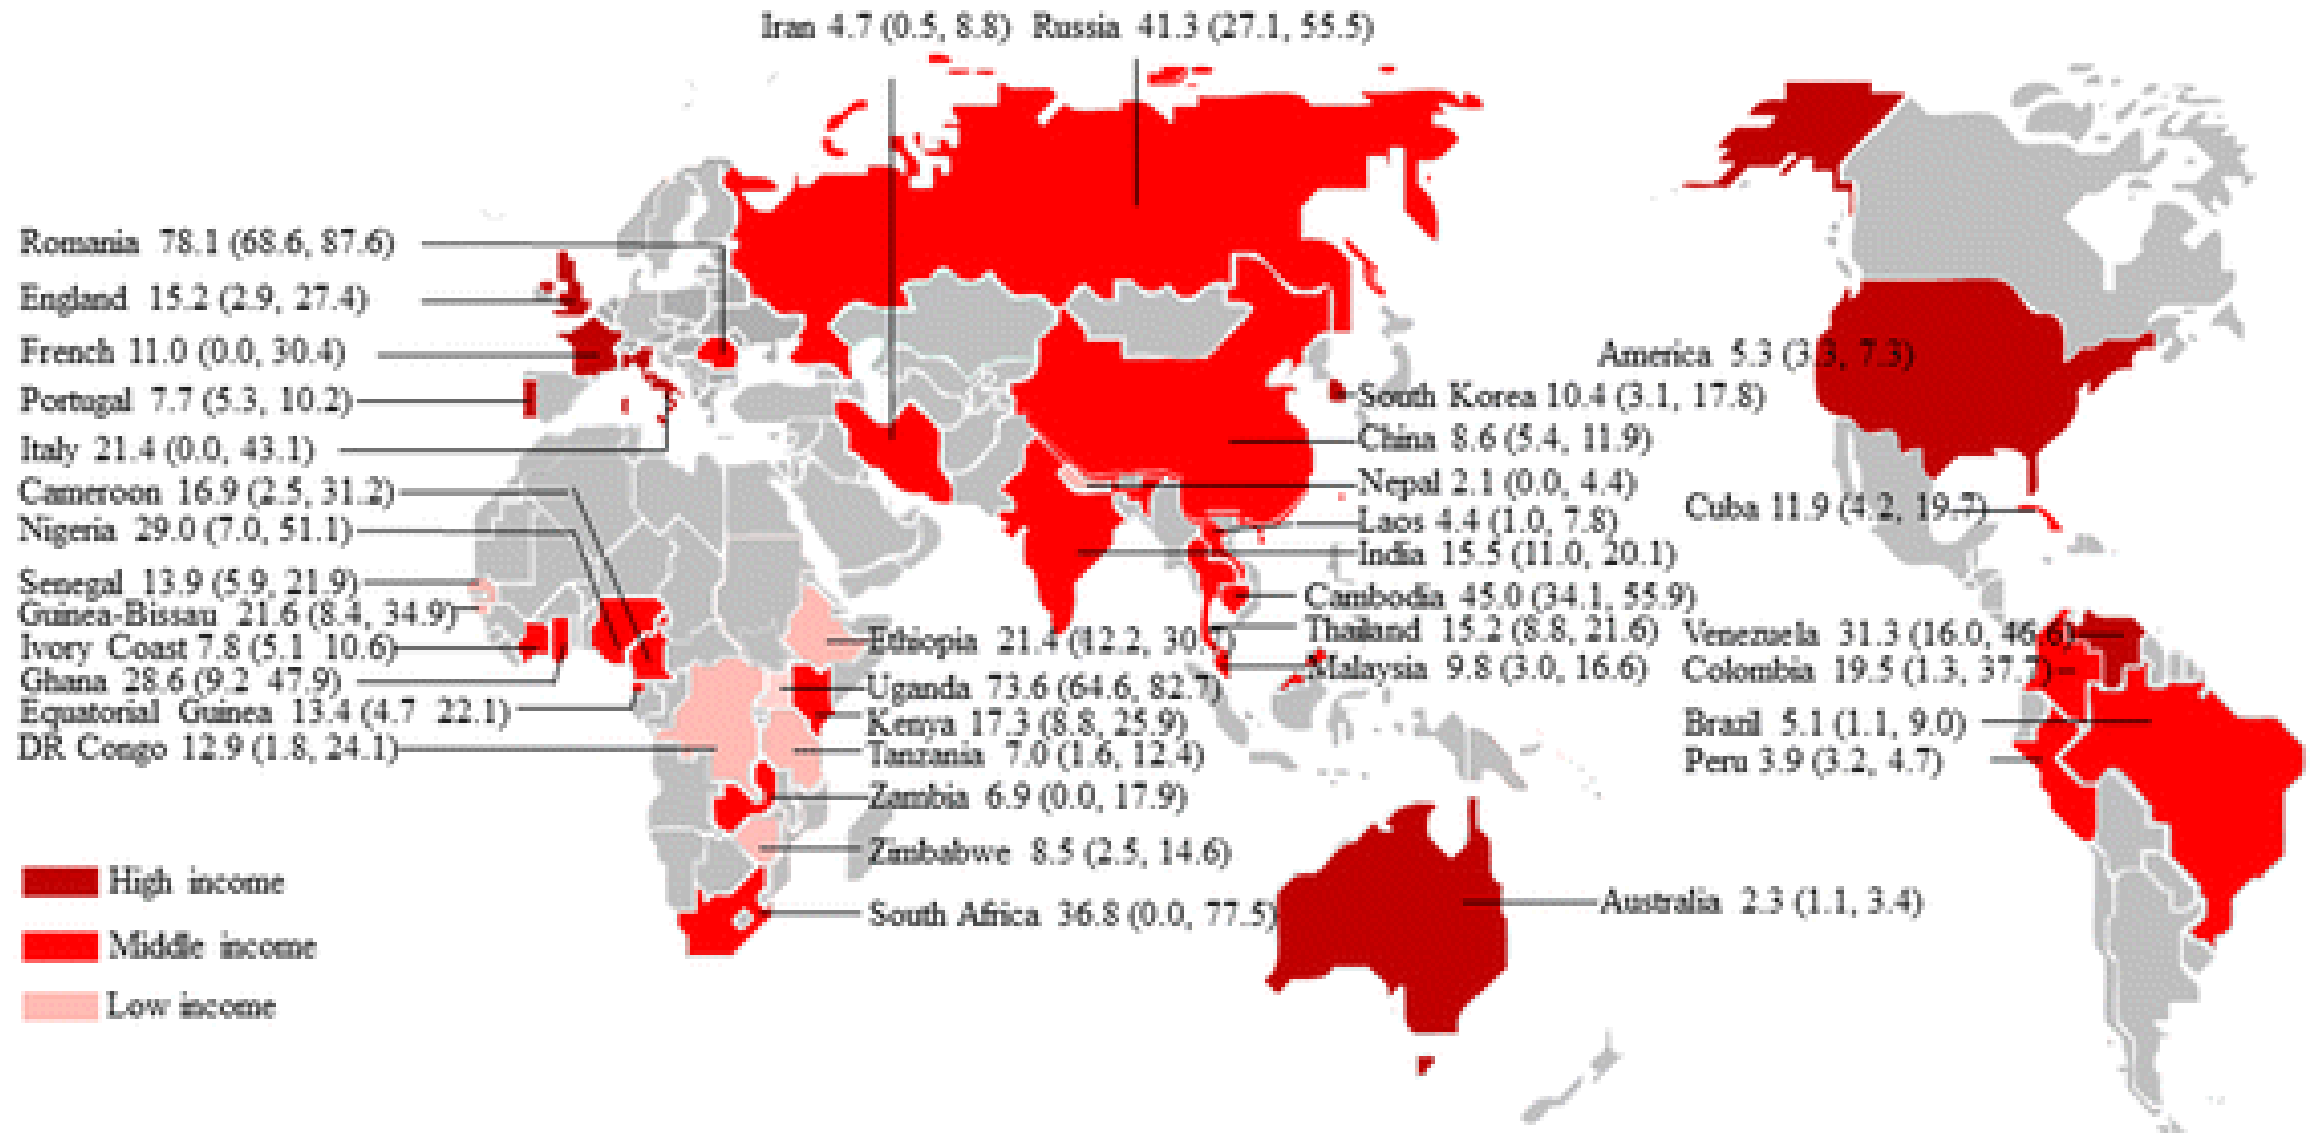 Iran 4.7 (0.5, 8.8) Russia 41.3 (27.1, 55.5)
Romania 78.1 (68.6, 87.6)
England 15.2 (2.9, 27.4)
French 11.0 (0.0, 30.4)
Portugal 7.7 (5.3, 10.2)
Italy 21.4 (0.0, 43.1)
Cameroon 16.9 (2.5, 31.2)
Nigeria 29.0 (7.0, 51.1)
Senegal 13.9 (5.9, 21.9)
Guinea-Bissau 21.6 (8.4, 34.9)
Ivory Coast 7.8 (5.1 10.6)
Ghana 28.6 (9.2 47.9)
Equatorial Guinea 13.4 (4.7 22.1)
DR Congo 12.9 (1.8, 24.1)
Ethiopia 21.4 (12.2, 30.7)
Uganda 73.6 (64.6, 82.7)
Kenya 17.3 (8.8, 25.9)
Tanzania 7.0 (1.6, 12.4)
Zambia 6.9 (0.0, 17.9)
Zimbabwe 8.5 (2.5, 14.6)
South Africa 36.8 (0.0, 77.5)
America 5.3 (3.3, 7.3)
South Korea 10.4 (3.1, 17.8)
China 8.6 (5.4, 11.9)
Nepal 2.1 (0.0, 4.4)
Laos 4.4 (1.0, 7.8)
India 15.5 (11.0, 20.1)
Cambodia 45.0 (34.1, 55.9)
Thailand 15.2 (8.8, 21.6)
Malaysia 9.8 (3.0, 16.6)
Cuba 11.9 (4.2, 19.7)
Venezuela 31.3 (16.0, 46.6)
Colombia 19.5 (1.3, 37.7)
Brazil 5.1 (1.1, 9.0)
Peru 3.9 (3.2, 4.7)
Australia 2.3 (1.1, 3.4)
High income
Middle income
Low income